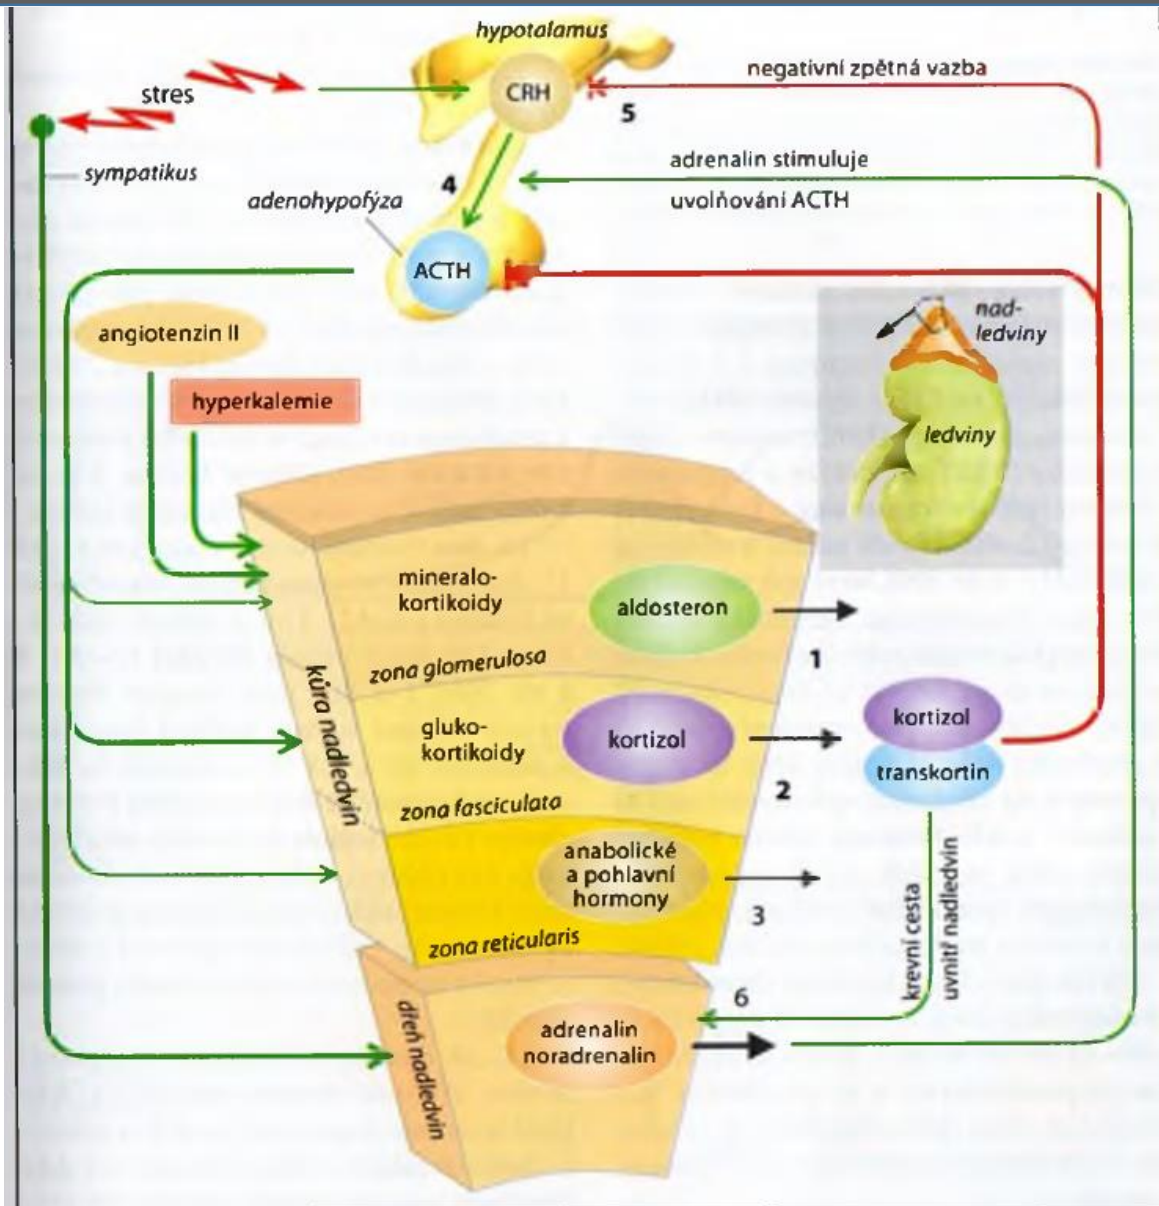 hypotalamus
CRH
stres
negativní zpětná vazba
5
sympatikus
adrenalin stimuluje
uvolňování ACTH
4
adenohypofýza
ACTH
angiotenzin II
hyperkalemie
nad-
ledviny
ledviny
mineralo-
kortikoidy
aldosteron
zona glomerulosa
1
kůra nadledvin
gluko-
kortikoidy
kortizol
kortizol
transkortin
zona fasciculata
2
anabolické
a pohlavní
hormony
3
zona reticularis
krevní cesta
uvnitř nadledvin
6
dřeň nadledvin
adrenalin
noradrenalin